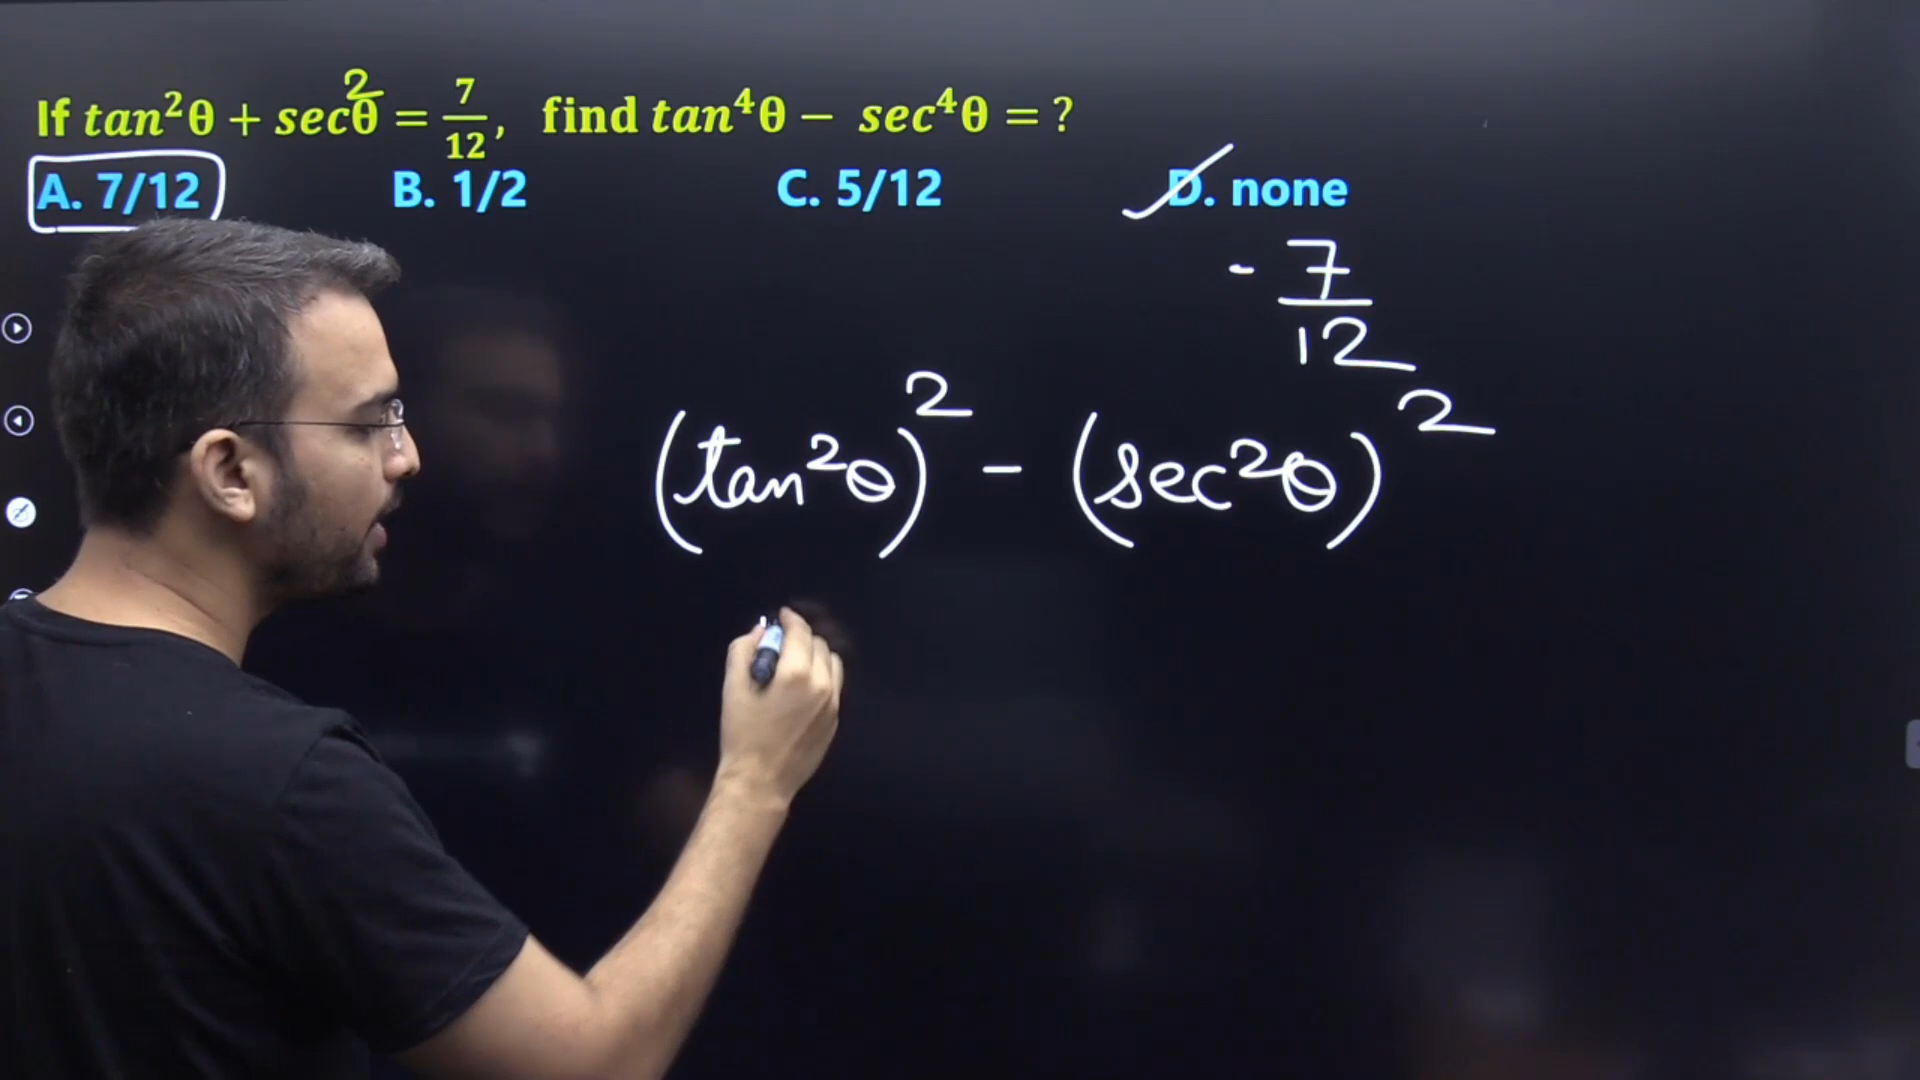 If tan²θ + sec²θ = 7/12, find tan⁴θ − sec⁴θ = ?
A. 7/12 B. 1/2 C. 5/12 D. none
- 7/12
(tan²θ)² - (sec²θ)²